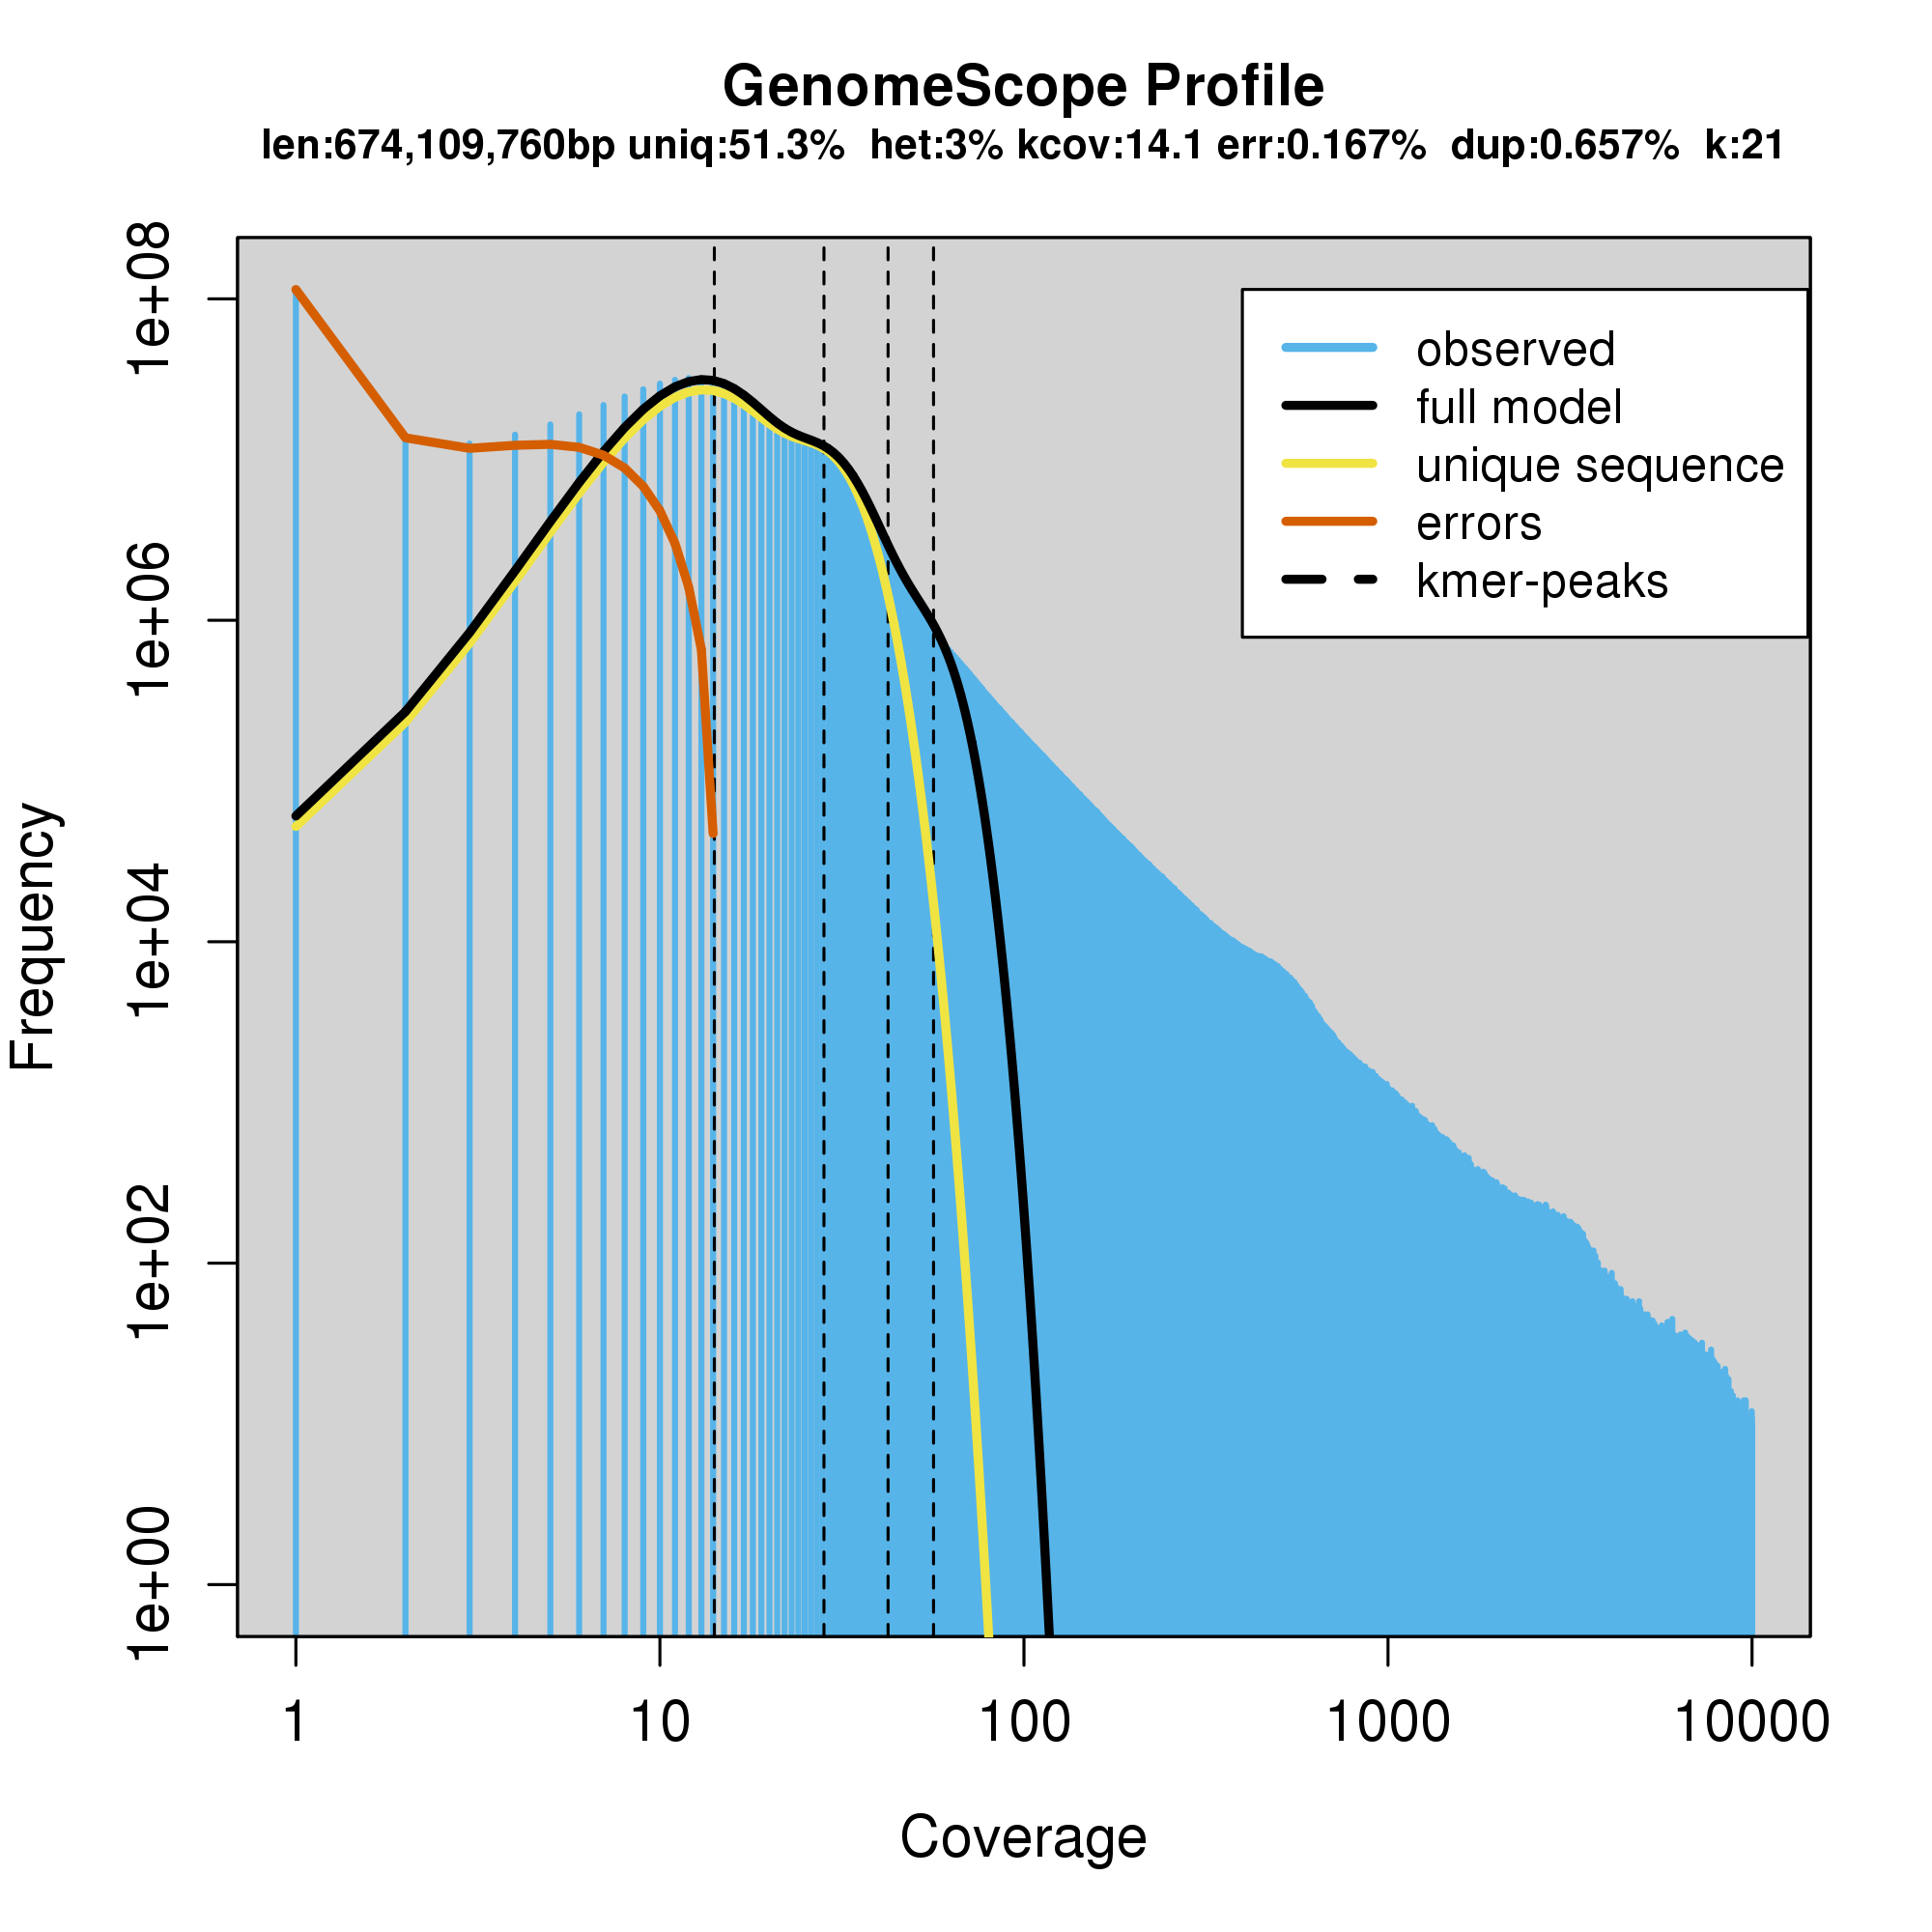 GenomeScope Profile
len:674,109,760bp uniq:51.3% het:3% kcov:14.1 err:0.167% dup:0.657% k:21
1e+08
1e+06
1e+04
1e+02
1e+00
Frequency
observed
full model
unique sequence
errors
kmer-peaks
1 10 100 1000 10000
Coverage